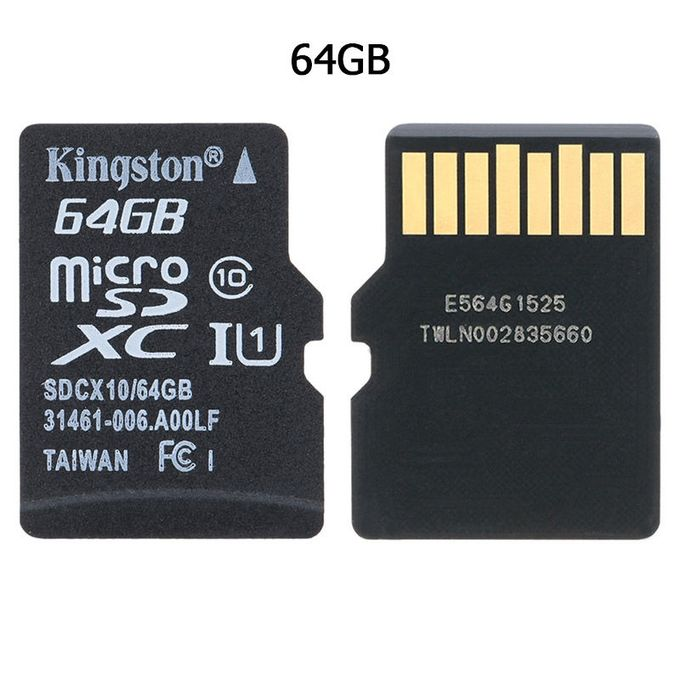 64GB
Kingston®
64GB
micro
SD 10
XC I U1
SDCX10/64GB
31461-006.A00LF
TAIWAN FC I
E564G1525
TWLN002835660